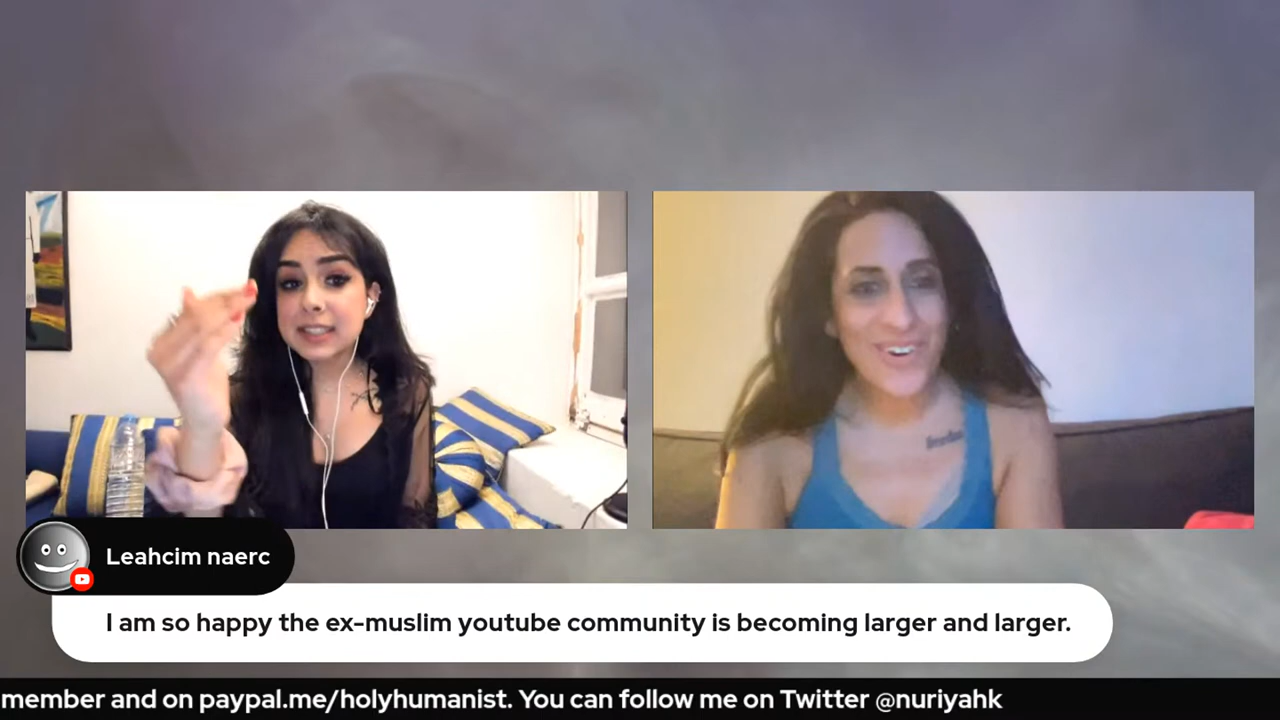 Leahcim naerc
I am so happy the ex-muslim youtube community is becoming larger and larger.
member and on paypal.me/holyhumanist. You can follow me on Twitter @nuriyahk